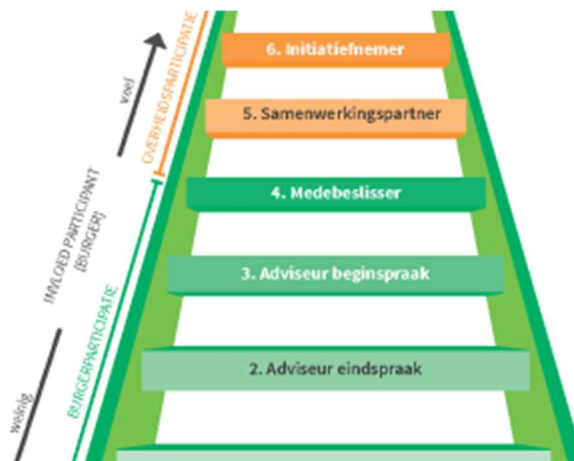 6. Initiatiefnemer
5. Samenwerkingspartner
4. Medebeslisser
3. Adviseur beginspraak
2. Adviseur eindspraak
veel
OVERHEIDSPARTICIPATIE
INVLOED PARTICIPANT
[BURGER]
BURGERPARTICIPATIE
weinig